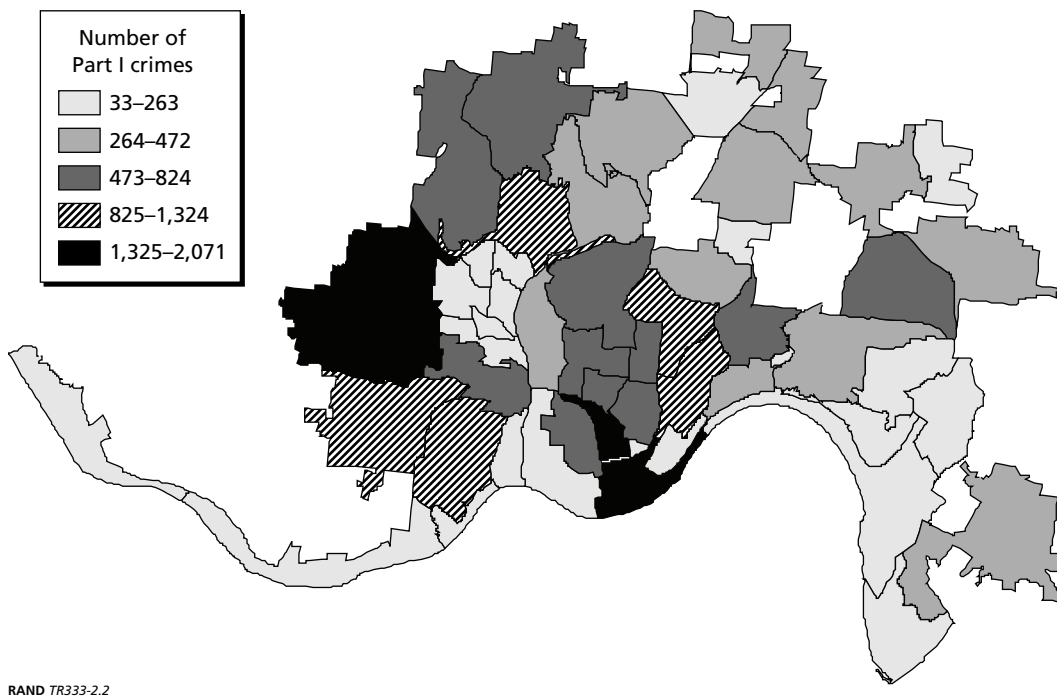 Number of
Part I crimes
33–263
264–472
473–824
825–1,324
1,325–2,071
RAND TR333-2.2